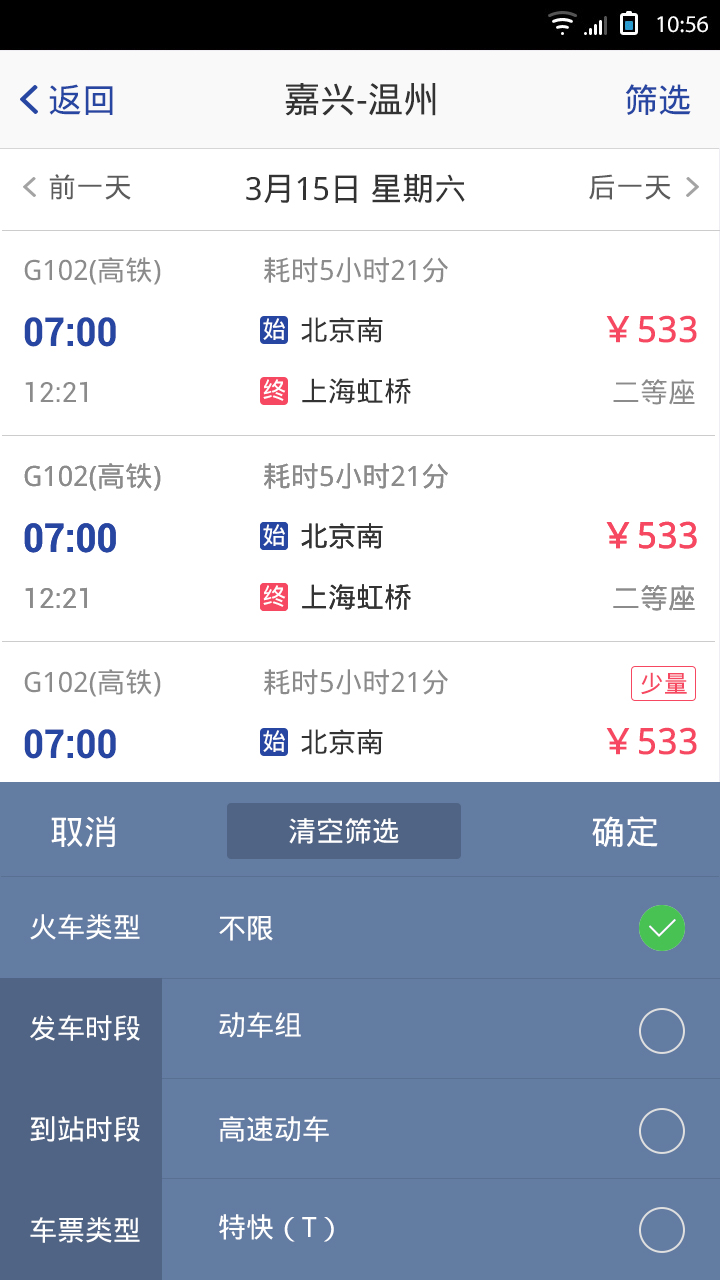 10:56
返回 嘉兴-温州 筛选
前一天 3月15日 星期六 后一天
G102(高铁) 耗时5小时21分
07:00 始 北京南 ¥533
12:21 终 上海虹桥 二等座
G102(高铁) 耗时5小时21分
07:00 始 北京南 ¥533
12:21 终 上海虹桥 二等座
G102(高铁) 耗时5小时21分 少量
07:00 始 北京南 ¥533
取消 清空筛选 确定
火车类型 不限
发车时段 动车组
到站时段 高速动车
车票类型 特快（T）